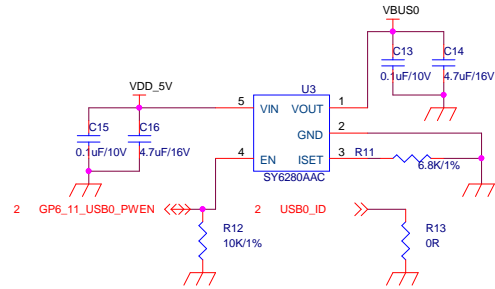 VBUS0
C13
C14
0.1uF/10V
4.7uF/16V
VDD_5V
U3
5
VIN
VOUT
1
C15
C16
GND
2
0.1uF/10V
4.7uF/16V
4
EN
ISET
3
R11
6.8K/1%
SY6280AAC
2
GP6_11_USB0_PWEN
2
USB0_ID
R12
R13
10K/1%
0R